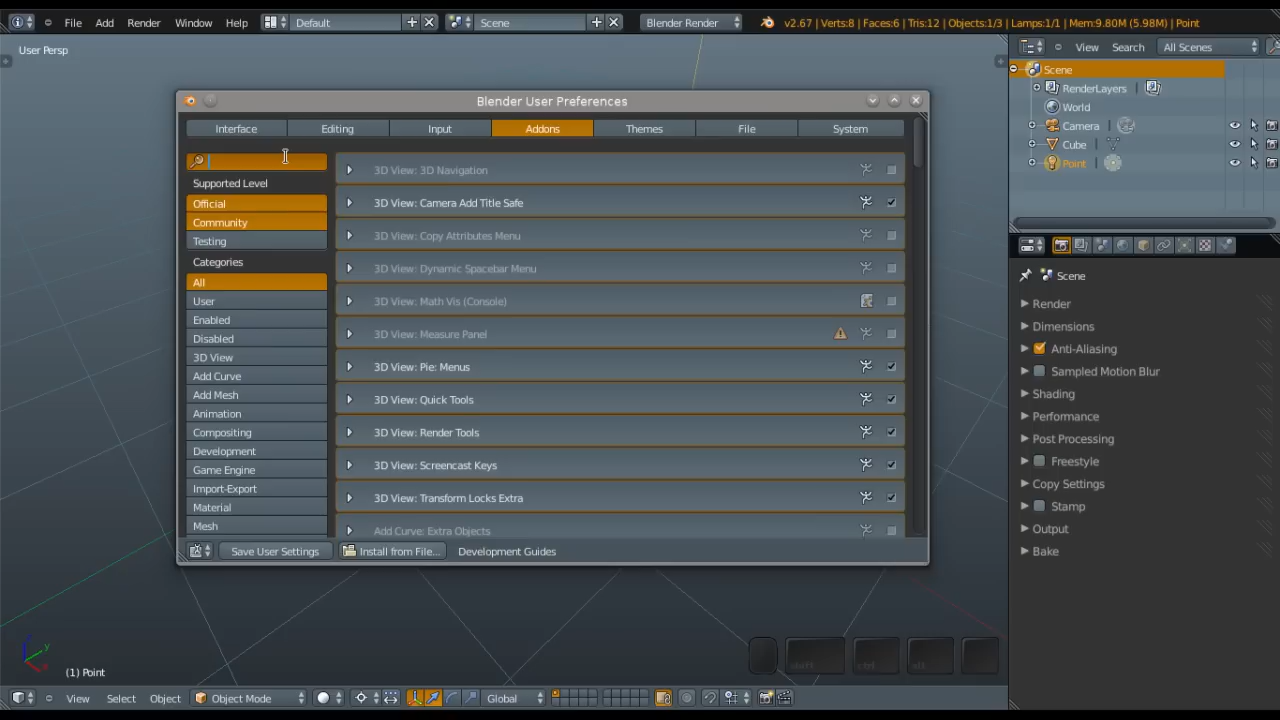 File Add Render Window Help Default Scene Blender Render v2.67 | Verts:8 | Faces:6 | Tris:12 | Objects:1/3 | Lamps:1/1 | Mem:9.80M (5.98M) | Point
User Persp
View Search All Scenes
Scene
RenderLayers
World
Camera
Cube
Point
Blender User Preferences
Interface Editing Input Addons Themes File System
Supported Level
Official
Community
Testing
Categories
All
User
Enabled
Disabled
3D View
Add Curve
Add Mesh
Animation
Compositing
Development
Game Engine
Import-Export
Material
Mesh
3D View: 3D Navigation
3D View: Camera Add Title Safe
3D View: Copy Attributes Menu
3D View: Dynamic Spacebar Menu
3D View: Math Vis (Console)
3D View: Measure Panel
3D View: Pie: Menus
3D View: Quick Tools
3D View: Render Tools
3D View: Screencast Keys
3D View: Transform Locks Extra
Add Curve: Extra Objects
Save User Settings Install from File... Development Guides
Scene
Render
Dimensions
Anti-Aliasing
Sampled Motion Blur
Shading
Performance
Post Processing
Freestyle
Copy Settings
Stamp
Output
Bake
shift ctrl alt
(1) Point
View Select Object Object Mode Global